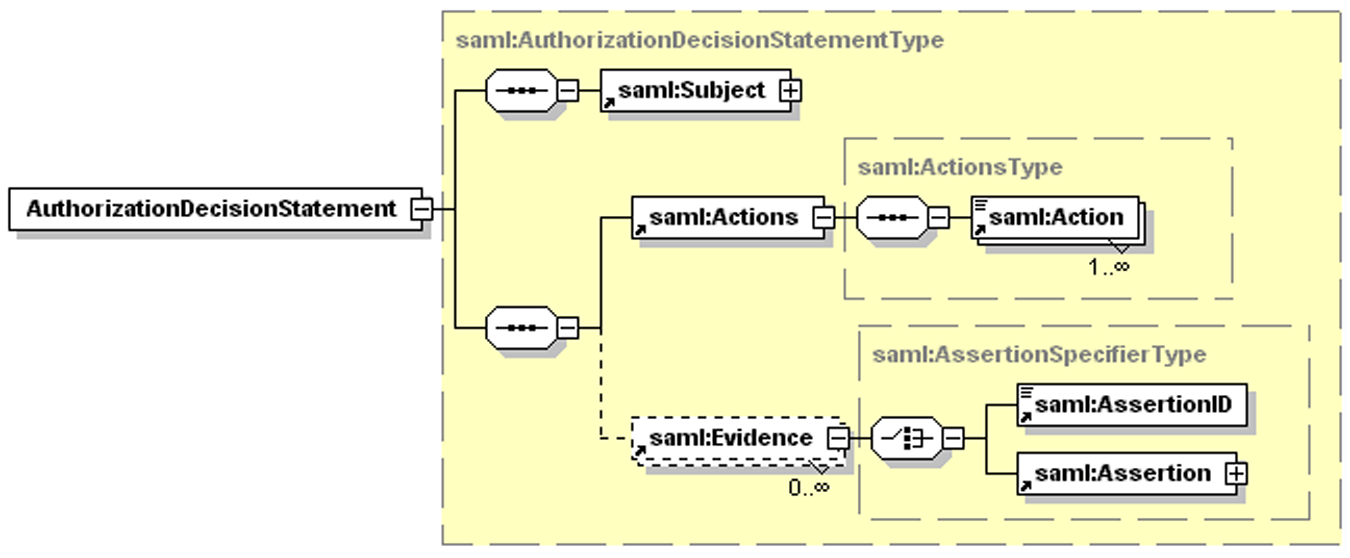 saml:AuthorizationDecisionStatementType
saml:Subject
saml:ActionsType
AuthorizationDecisionStatement
saml:Actions
saml:Action
1..∞
saml:AssertionSpecifierType
saml:AssertionID
saml:Evidence
0..∞
saml:Assertion